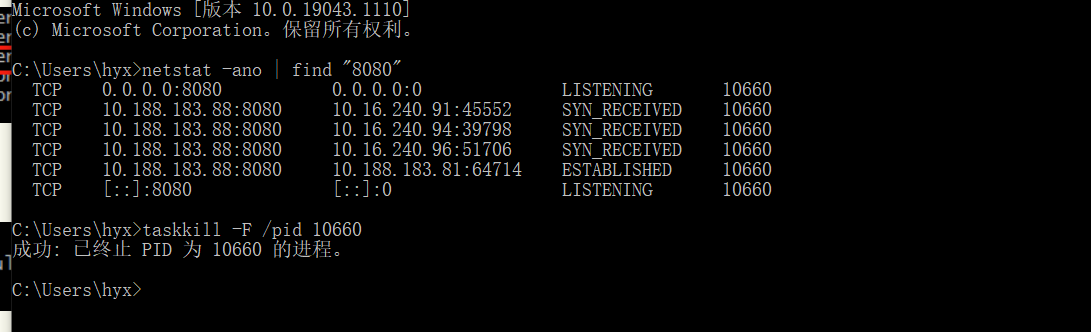 Microsoft Windows [版本 10.0.19043.1110]
(c) Microsoft Corporation。保留所有权利。
C:\Users\hyx>netstat -ano | find "8080"
TCP 0.0.0.0:8080 0.0.0.0:0 LISTENING 10660
TCP 10.188.183.88:8080 10.16.240.91:45552 SYN_RECEIVED 10660
TCP 10.188.183.88:8080 10.16.240.94:39798 SYN_RECEIVED 10660
TCP 10.188.183.88:8080 10.16.240.96:51706 SYN_RECEIVED 10660
TCP 10.188.183.88:8080 10.188.183.81:64714 ESTABLISHED 10660
TCP [::]:8080 [::]:0 LISTENING 10660
C:\Users\hyx>taskkill -F /pid 10660
成功: 已终止 PID 为 10660 的进程。
C:\Users\hyx>